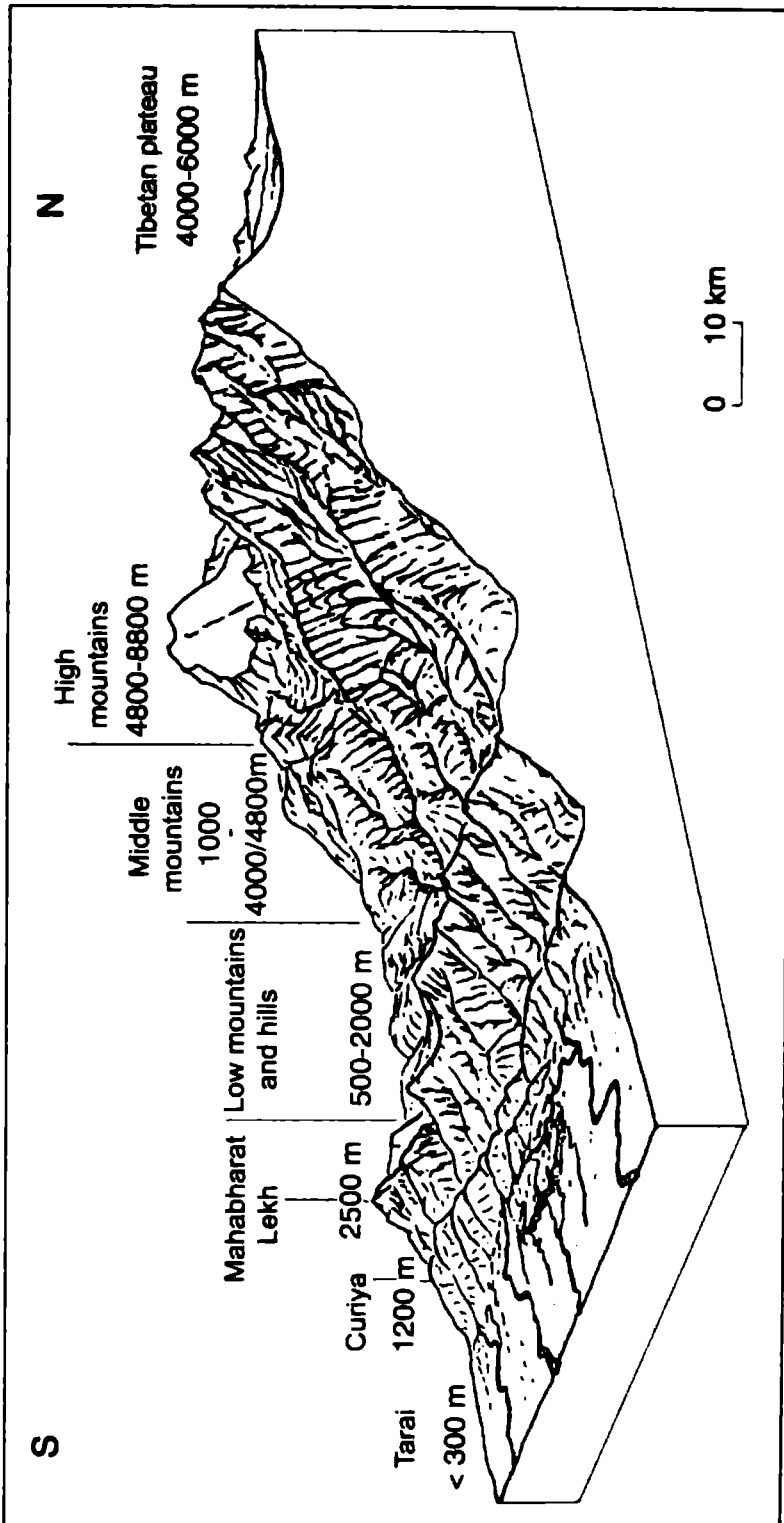 S
N
Tarai
< 300 m
Curiya
1200 m
Mahabharat
Lekh
2500 m
Low mountains
and hills
500-2000 m
Middle
mountains
1000
-
4000/4800m
High
mountains
4800-8800 m
Tibetan plateau
4000-6000 m
0 10 km